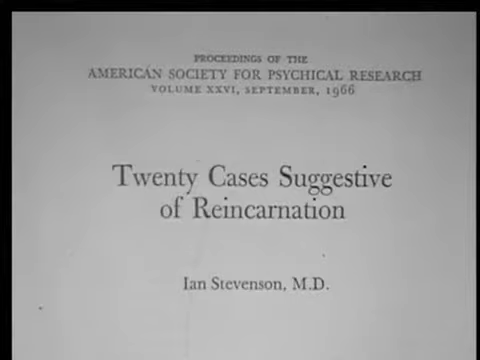 PROCEEDINGS OF THE
AMERICAN SOCIETY FOR PSYCHICAL RESEARCH
VOLUME XXVI, SEPTEMBER, 1966
Twenty Cases Suggestive
of Reincarnation
Ian Stevenson, M.D.